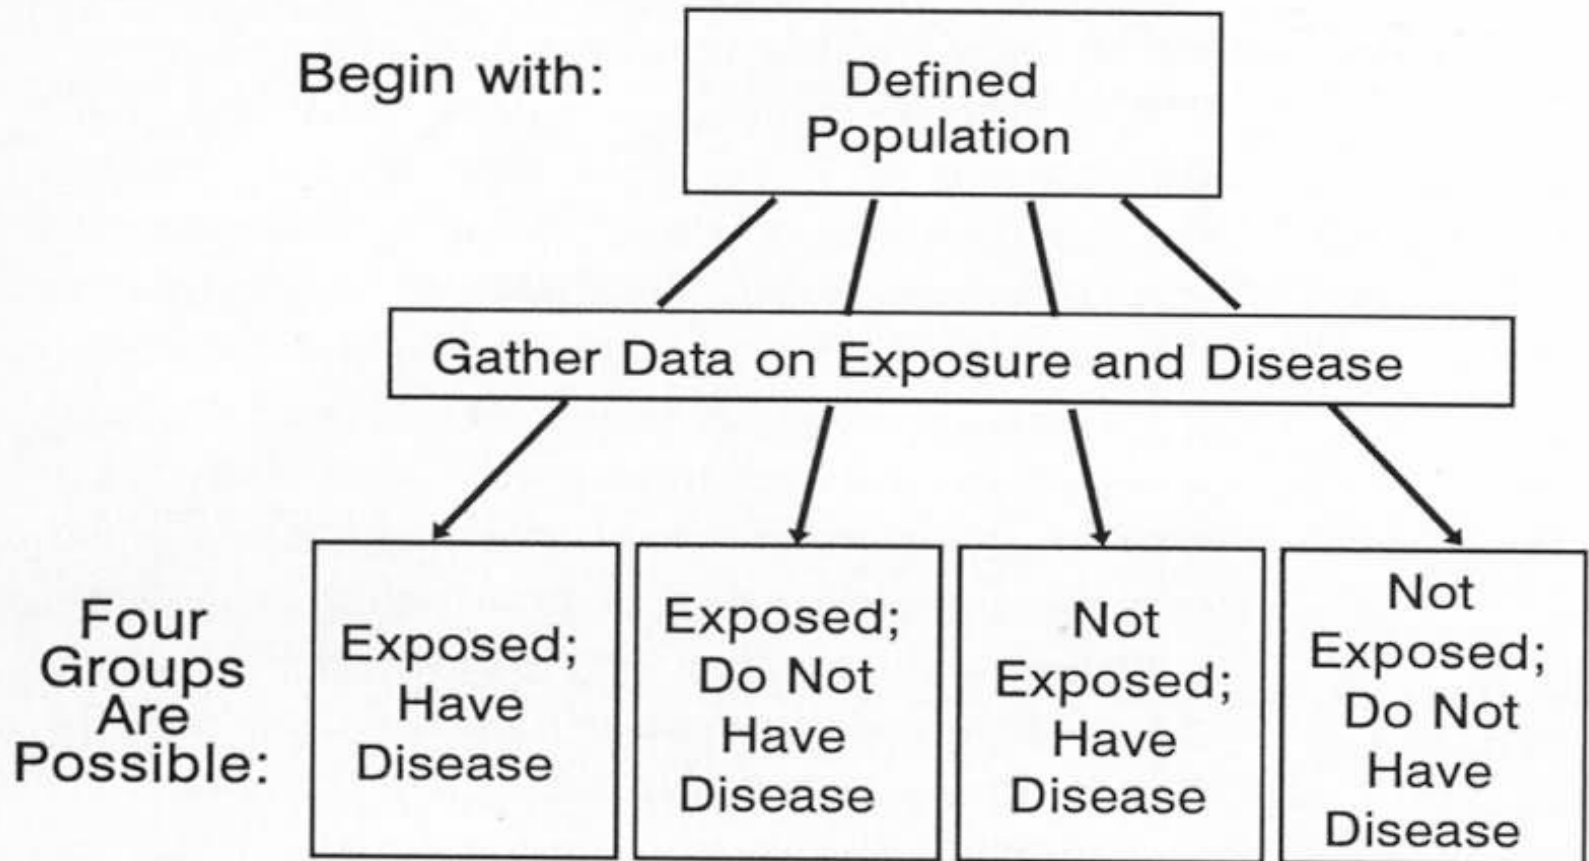 Begin with:
Defined
Population
Gather Data on Exposure and Disease
Four
Groups
Are
Possible:
Exposed;
Have
Disease
Exposed;
Do Not
Have
Disease
Not
Exposed;
Have
Disease
Not
Exposed;
Do Not
Have
Disease